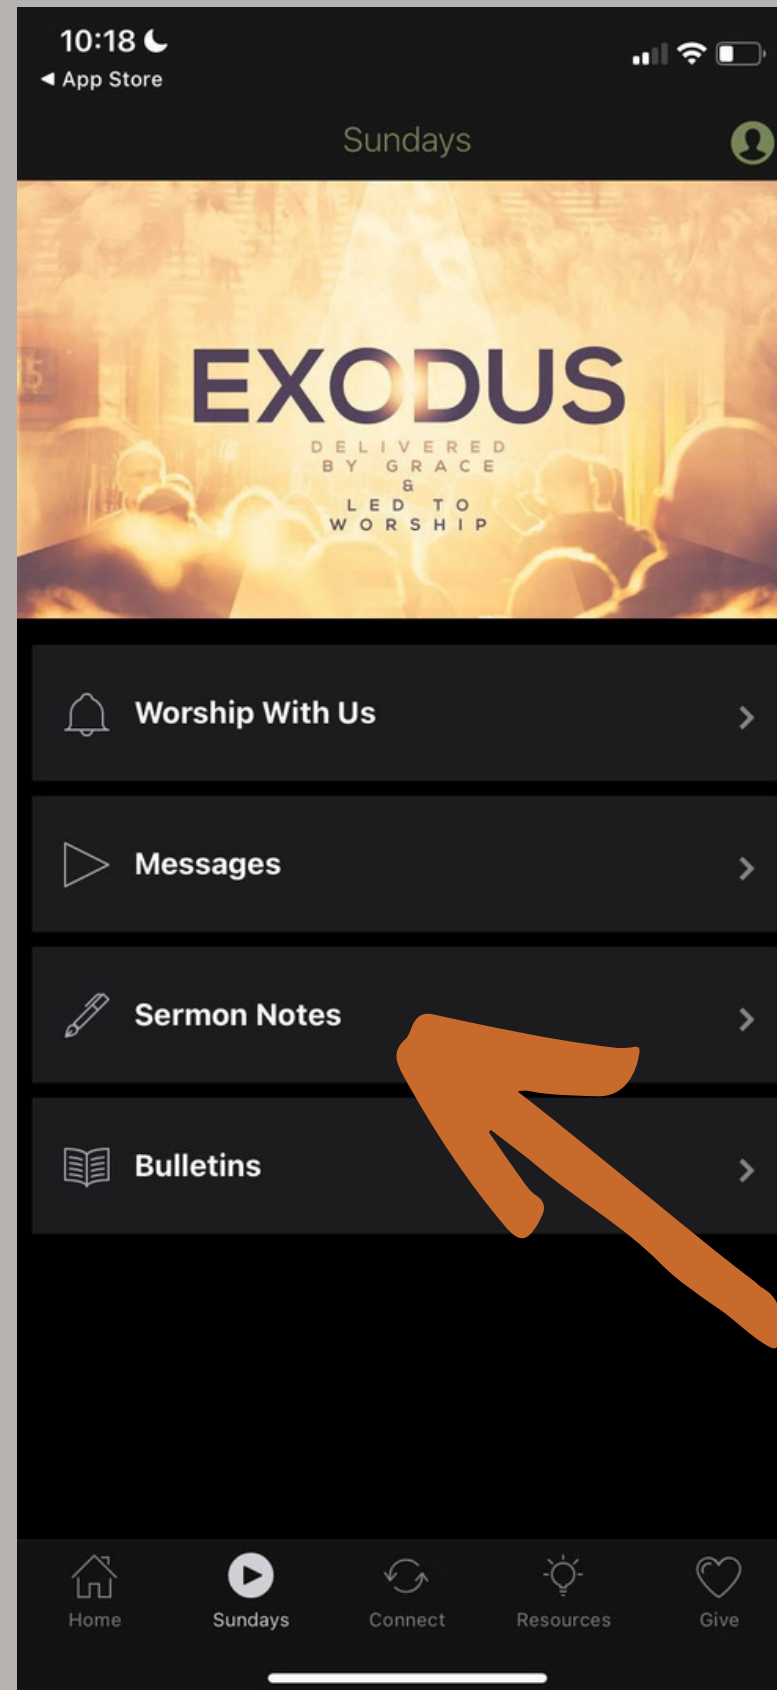 10:18
◀ App Store
Sundays
EXODUS
DELIVERED
BY GRACE
&
LED TO
WORSHIP
Worship With Us
Messages
Sermon Notes
Bulletins
Home Sundays Connect Resources Give